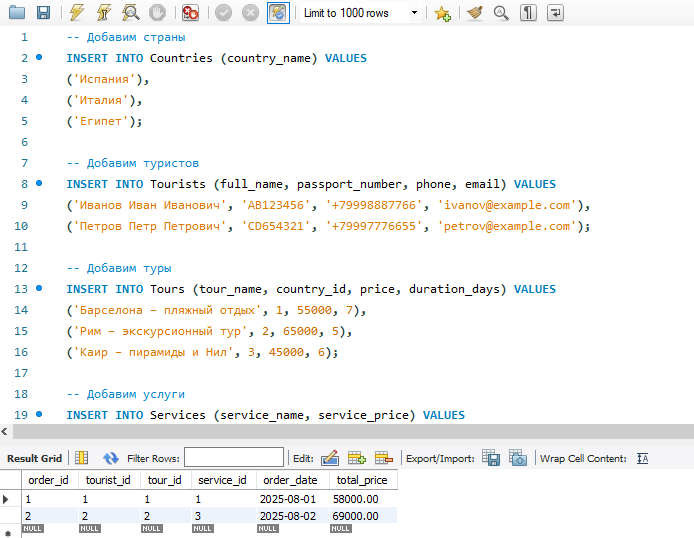 Limit to 1000 rows
1 -- Добавим страны
2 INSERT INTO Countries (country_name) VALUES
3 ('Испания'),
4 ('Италия'),
5 ('Египет');
6
7 -- Добавим туристов
8 INSERT INTO Tourists (full_name, passport_number, phone, email) VALUES
9 ('Иванов Иван Иванович', 'AB123456', '+79998887766', 'ivanov@example.com'),
10 ('Петров Петр Петрович', 'CD654321', '+79997776655', 'petrov@example.com');
11
12 -- Добавим туры
13 INSERT INTO Tours (tour_name, country_id, price, duration_days) VALUES
14 ('Барселона – пляжный отдых', 1, 55000, 7),
15 ('Рим – экскурсионный тур', 2, 65000, 5),
16 ('Каир – пирамиды и Нил', 3, 45000, 6);
17
18 -- Добавим услуги
19 INSERT INTO Services (service_name, service_price) VALUES
Result Grid Filter Rows: Edit: Export/Import: Wrap Cell Content:
order_id tourist_id tour_id service_id order_date total_price
1 1 1 1 2025-08-01 58000.00
2 2 2 3 2025-08-02 69000.00
NULL NULL NULL NULL NULL NULL